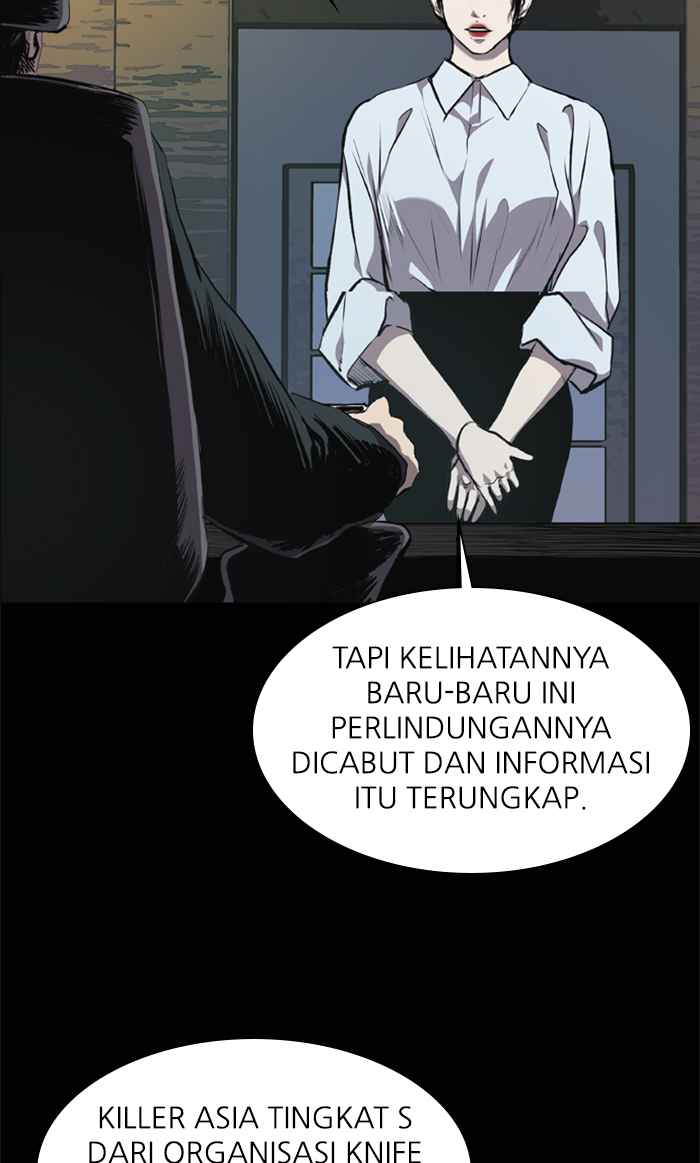 TAPI KELIHATANNYA
BARU-BARU INI
PERLINDUNGANNYA
DICABUT DAN INFORMASI
ITU TERUNGKAP.
KILLER ASIA TINGKAT S
DARI ORGANISASI KNIFE